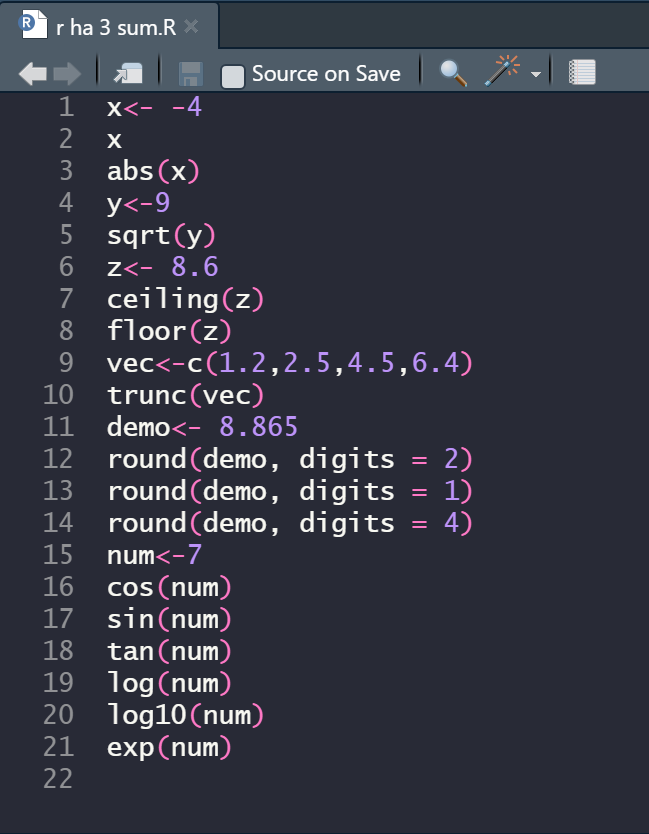 R r ha 3 sum.R ×
Source on Save
1 x<- -4
2 x
3 abs(x)
4 y<-9
5 sqrt(y)
6 z<- 8.6
7 ceiling(z)
8 floor(z)
9 vec<-c(1.2,2.5,4.5,6.4)
10 trunc(vec)
11 demo<- 8.865
12 round(demo, digits = 2)
13 round(demo, digits = 1)
14 round(demo, digits = 4)
15 num<-7
16 cos(num)
17 sin(num)
18 tan(num)
19 log(num)
20 log10(num)
21 exp(num)
22